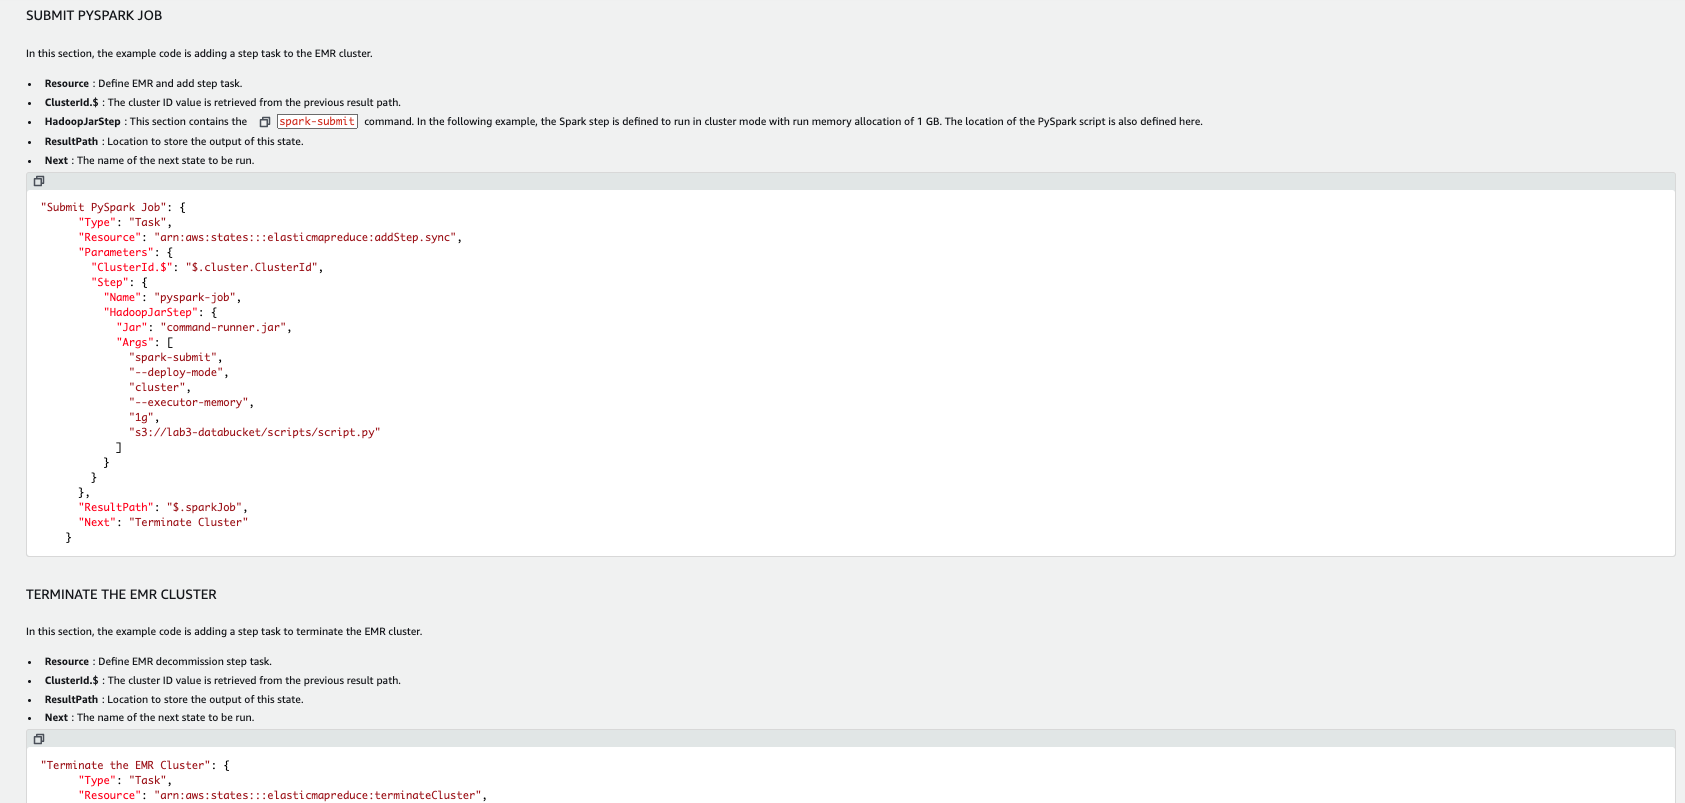 SUBMIT PYSPARK JOB
In this section, the example code is adding a step task to the EMR cluster.
• Resource : Define EMR and add step task.
• ClusterId.$ : The cluster ID value is retrieved from the previous result path.
• HadoopJarStep : This section contains the spark-submit command. In the following example, the Spark step is defined to run in cluster mode with run memory allocation of 1 GB. The location of the PySpark script is also defined here.
• ResultPath : Location to store the output of this state.
• Next : The name of the next state to be run.
"Submit PySpark Job": {
      "Type": "Task",
      "Resource": "arn:aws:states:::elasticmapreduce:addStep.sync",
      "Parameters": {
        "ClusterId.$": "$.cluster.ClusterId",
        "Step": {
          "Name": "pyspark-job",
          "HadoopJarStep": {
            "Jar": "command-runner.jar",
            "Args": [
              "spark-submit",
              "--deploy-mode",
              "cluster",
              "--executor-memory",
              "1g",
              "s3://lab3-databucket/scripts/script.py"
            ]
          }
        }
      },
      "ResultPath": "$.sparkJob",
      "Next": "Terminate Cluster"
    }
TERMINATE THE EMR CLUSTER
In this section, the example code is adding a step task to terminate the EMR cluster.
• Resource : Define EMR decommission step task.
• ClusterId.$ : The cluster ID value is retrieved from the previous result path.
• ResultPath : Location to store the output of this state.
• Next : The name of the next state to be run.
"Terminate the EMR Cluster": {
      "Type": "Task",
      "Resource": "arn:aws:states:::elasticmapreduce:terminateCluster",